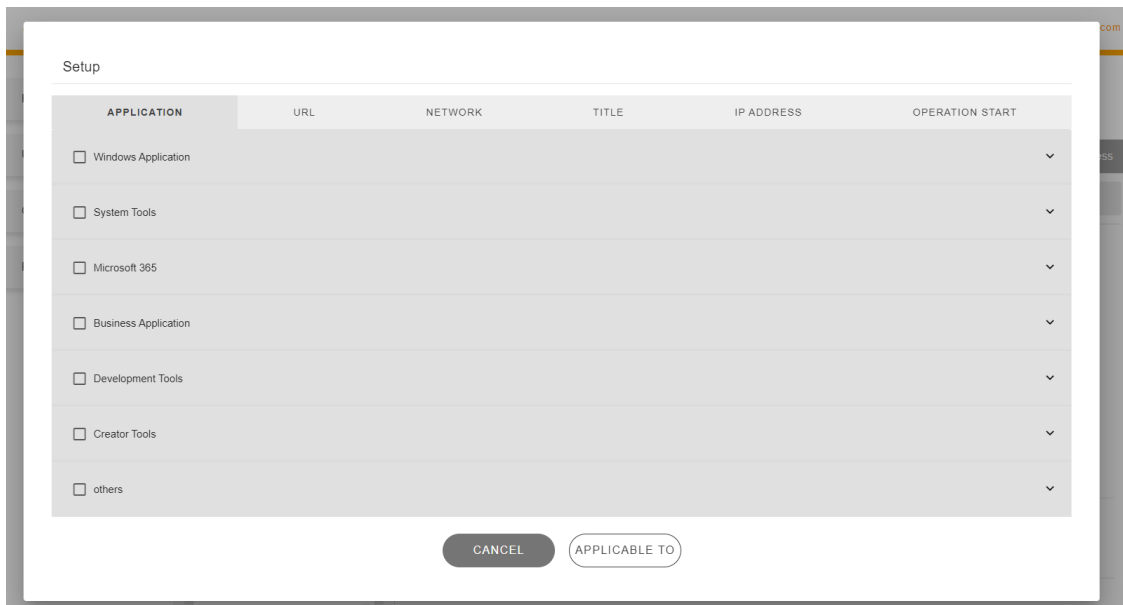 com
Setup
APPLICATION URL NETWORK TITLE IP ADDRESS OPERATION START
Windows Application
System Tools
Microsoft 365
Business Application
Development Tools
Creator Tools
others
CANCEL APPLICABLE TO